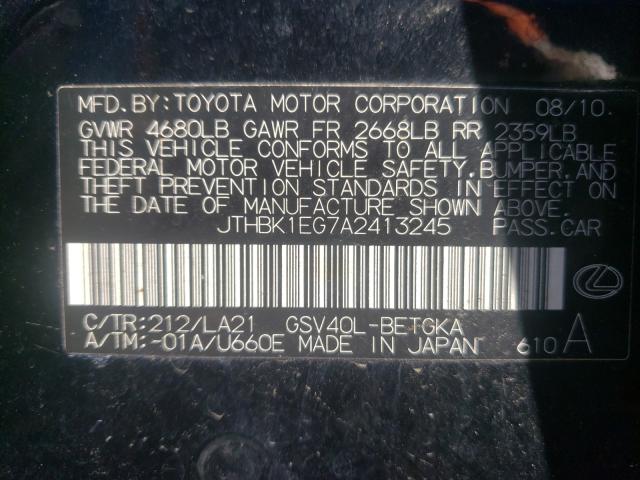 MFD. BY: TOYOTA MOTOR CORPORATION 08/10
GVWR 4680LB GAWR FR 2668LB RR 2359LB
THIS VEHICLE CONFORMS TO ALL APPLICABLE
FEDERAL MOTOR VEHICLE SAFETY, BUMPER, AND
THEFT PREVENTION STANDARDS IN EFFECT ON
THE DATE OF MANUFACTURE SHOWN ABOVE.
JTHBK1EG7A2413245 PASS. CAR
C/TR: 212/LA21 GSV40L-BETGKA
A/TM: -01A/U660E MADE IN JAPAN 610 A